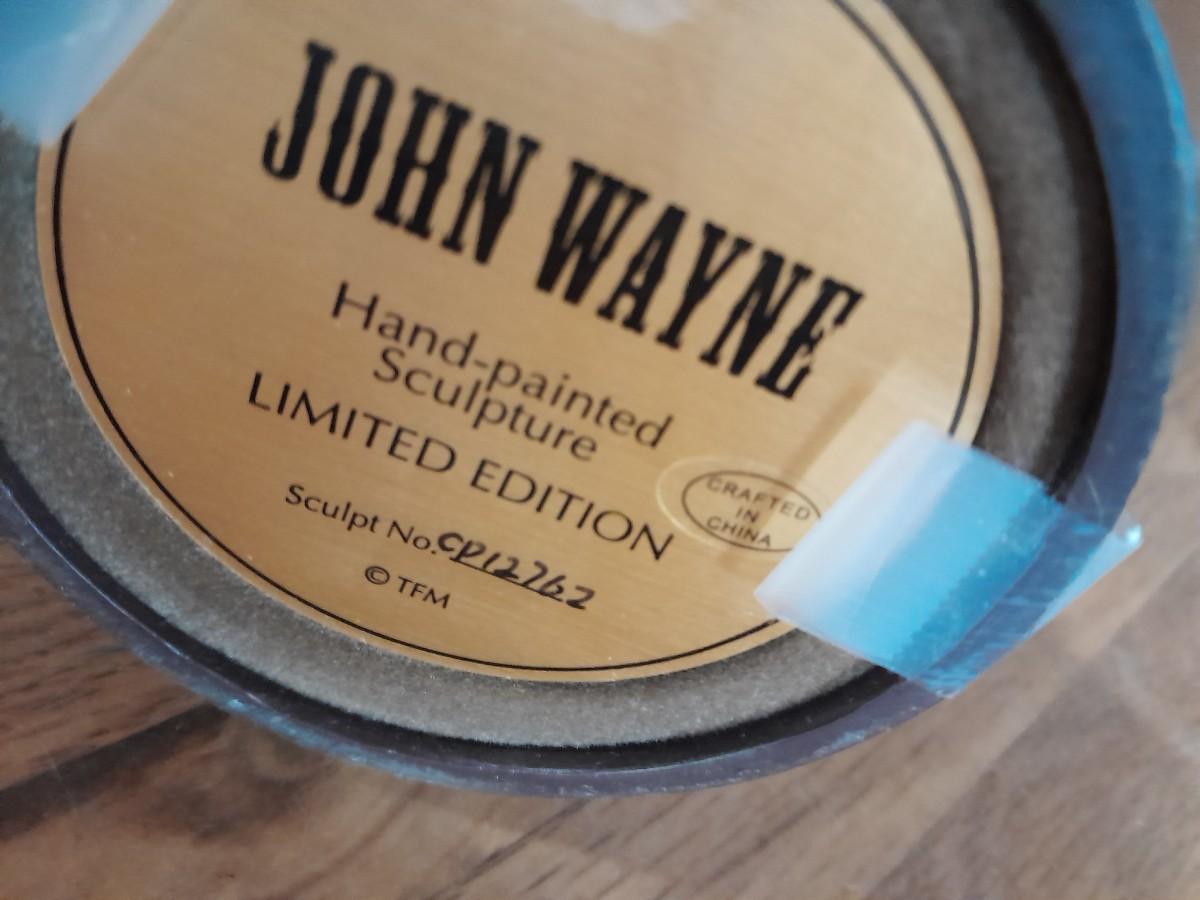 JOHN WAYNE
Hand-painted
Sculpture
LIMITED EDITION
CRAFTED
IN
CHINA
Sculpt No. CP12762
© TFM